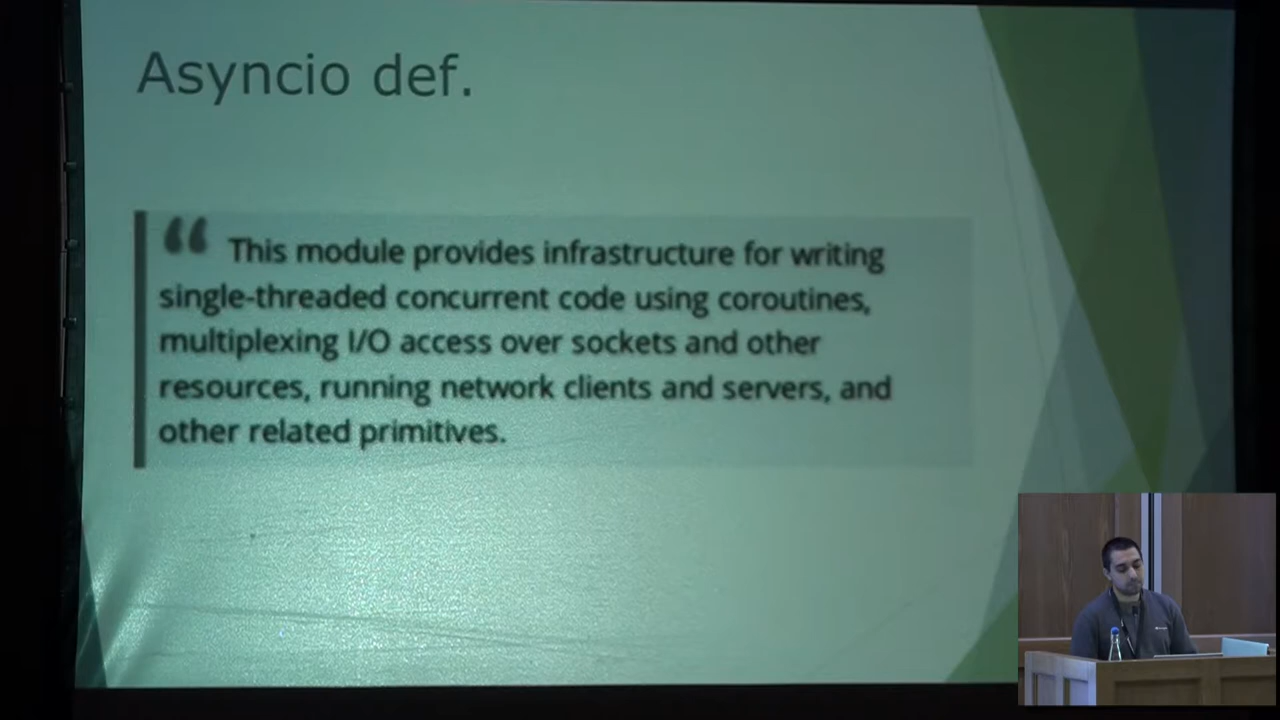 Asyncio def.
“ This module provides infrastructure for writing
single-threaded concurrent code using coroutines,
multiplexing I/O access over sockets and other
resources, running network clients and servers, and
other related primitives.